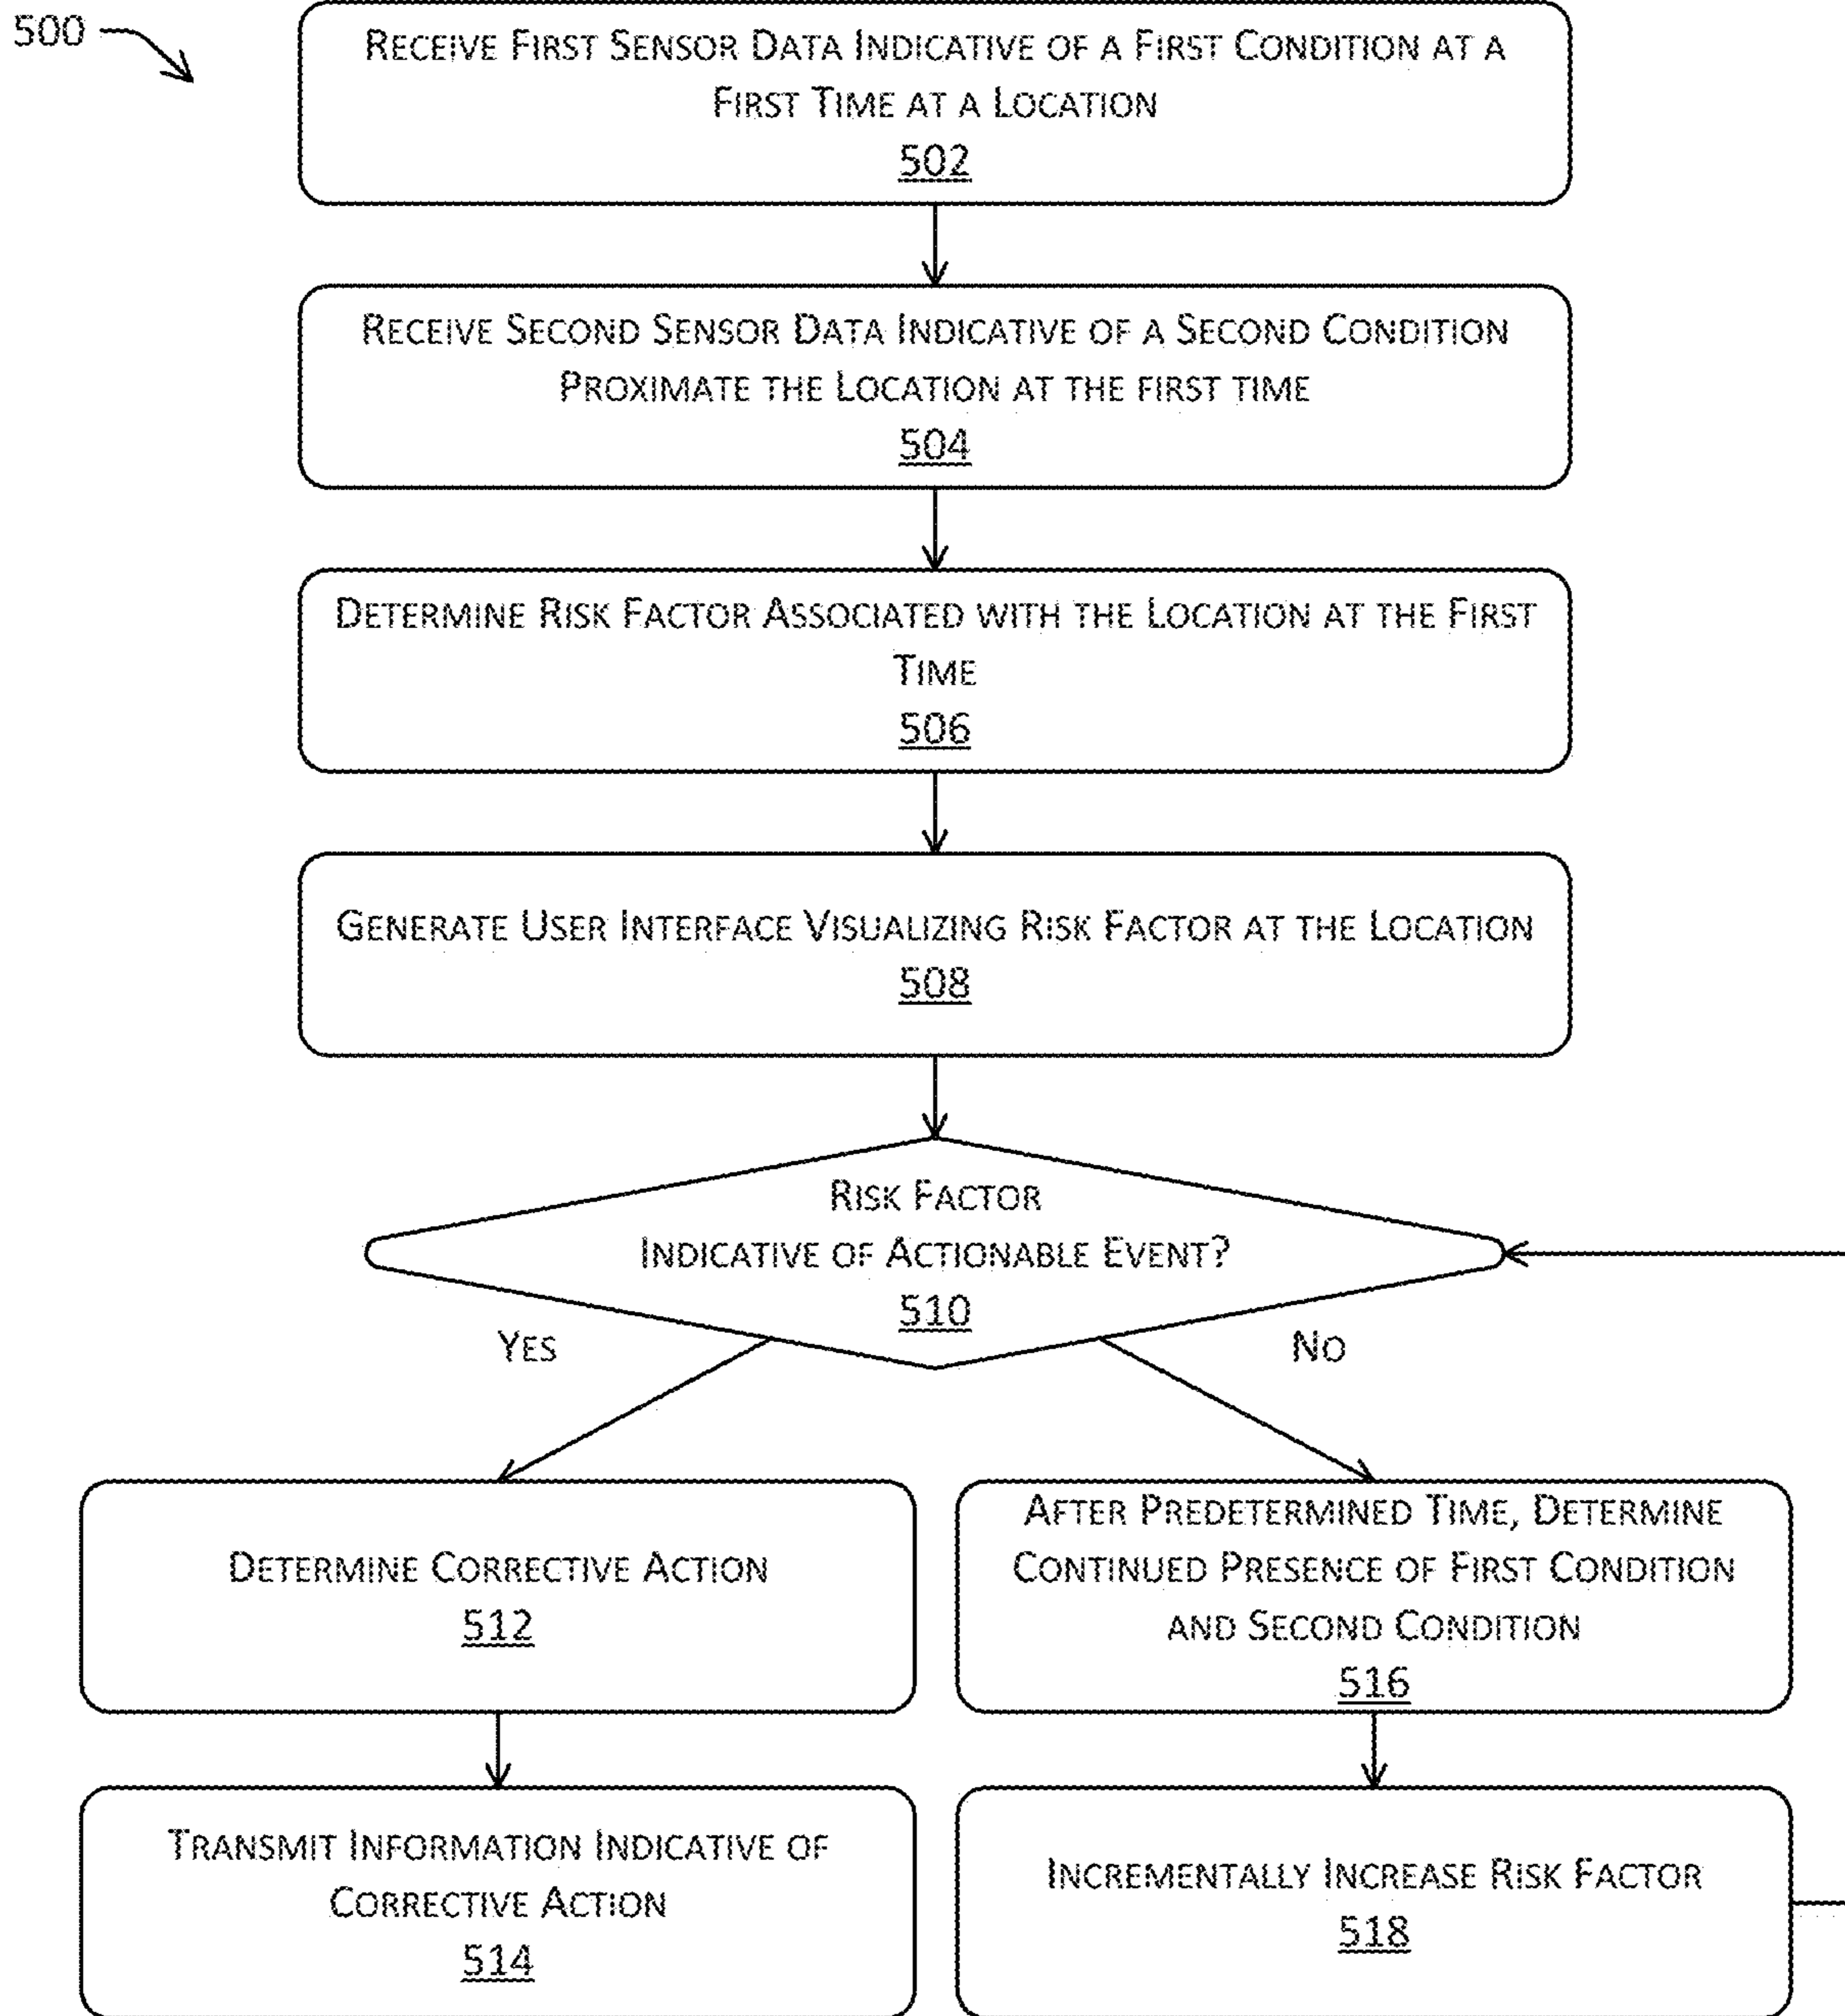 500
Receive First Sensor Data Indicative of a First Condition at a
First Time at a Location
502
Receive Second Sensor Data Indicative of a Second Condition
Proximate the Location at the first time
504
Determine Risk Factor Associated with the Location at the First
Time
506
Generate User Interface Visualizing Risk Factor at the Location
508
Risk Factor
Indicative of Actionable Event?
510
Yes
No
Determine Corrective Action
512
After Predetermined Time, Determine
Continued Presence of First Condition
and Second Condition
516
Transmit Information Indicative of
Corrective Action
514
Incrementally Increase Risk Factor
518